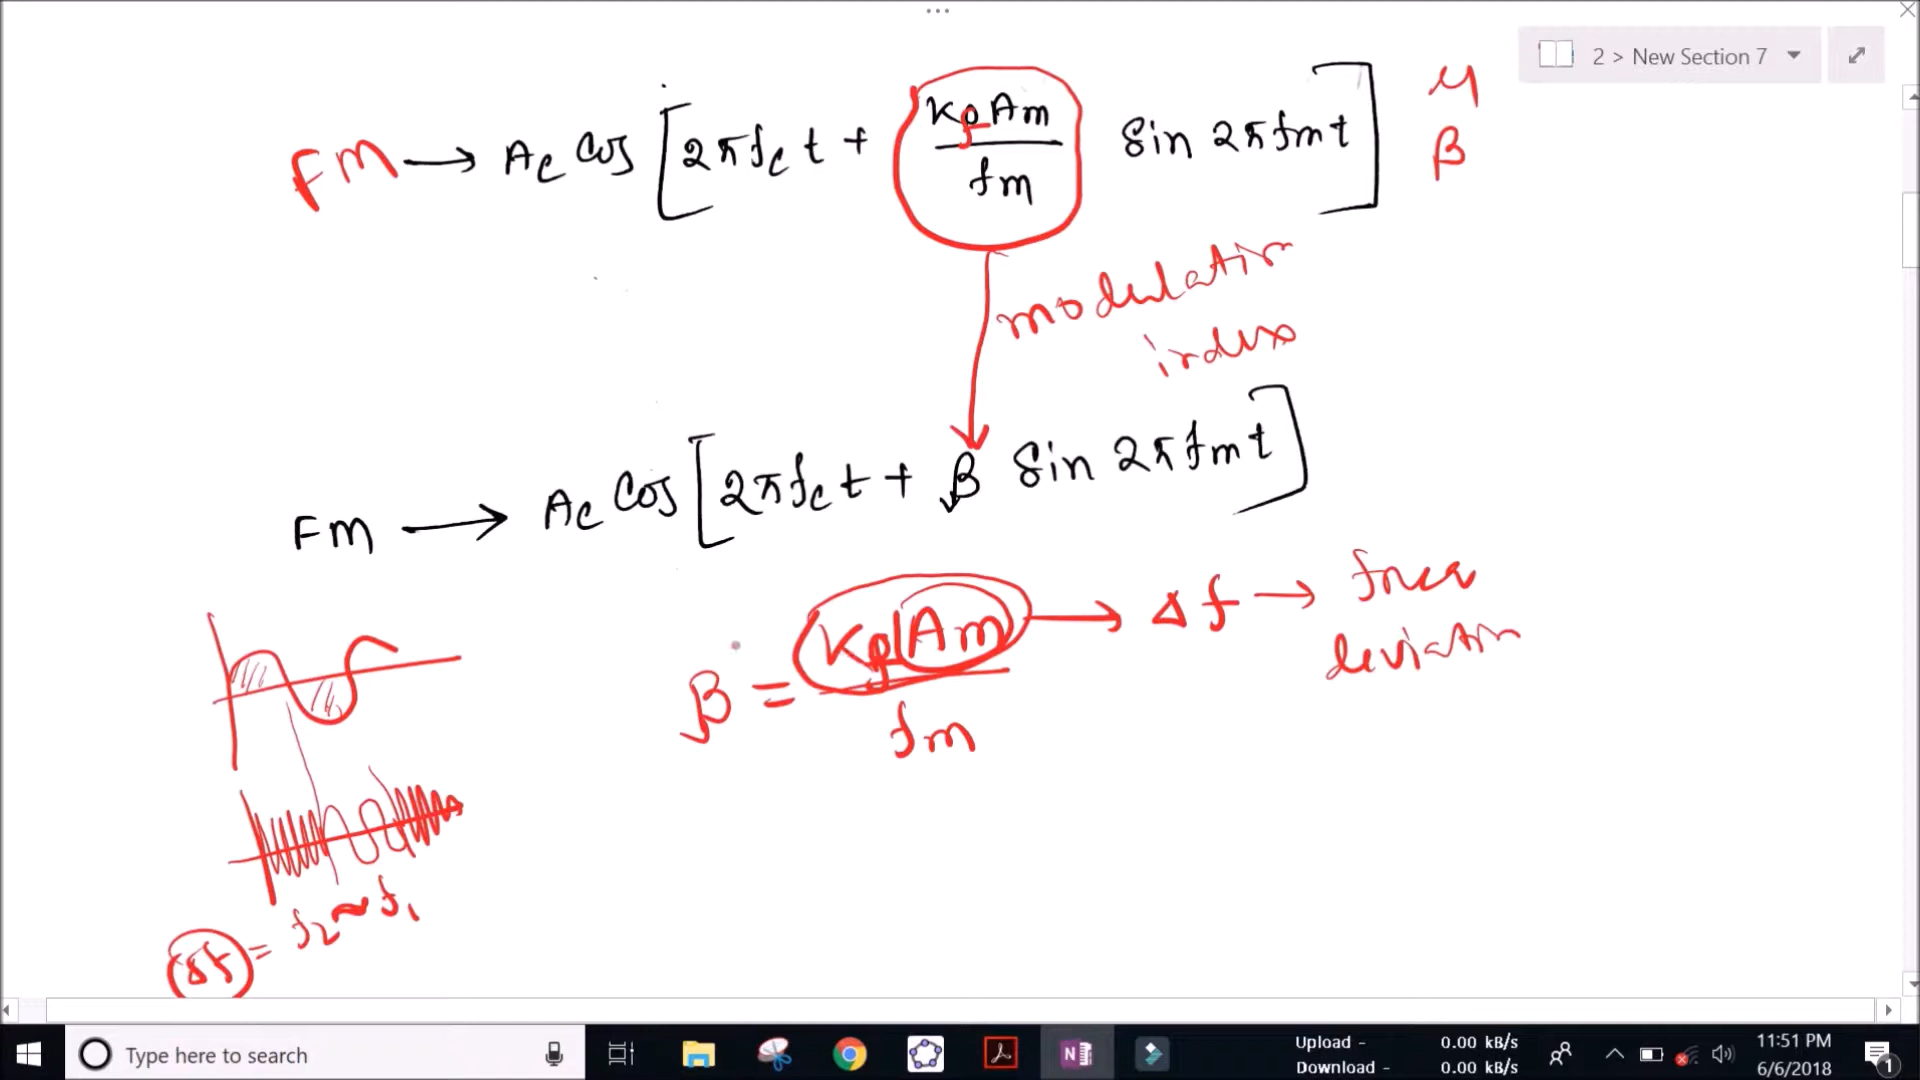 2 > New Section 7
FM → Ac Cos [2πfct + KfAm/fm Sin 2πfmt] μ
β
modulation
index
FM → Ac Cos [2πfct + β Sin 2πfmt]
β = KfAm/fm → Δf → freq
deviation
Δf = f2 ~ f1
Type here to search
Upload - 0.00 kB/s
Download - 0.00 kB/s
11:51 PM
6/6/2018
1